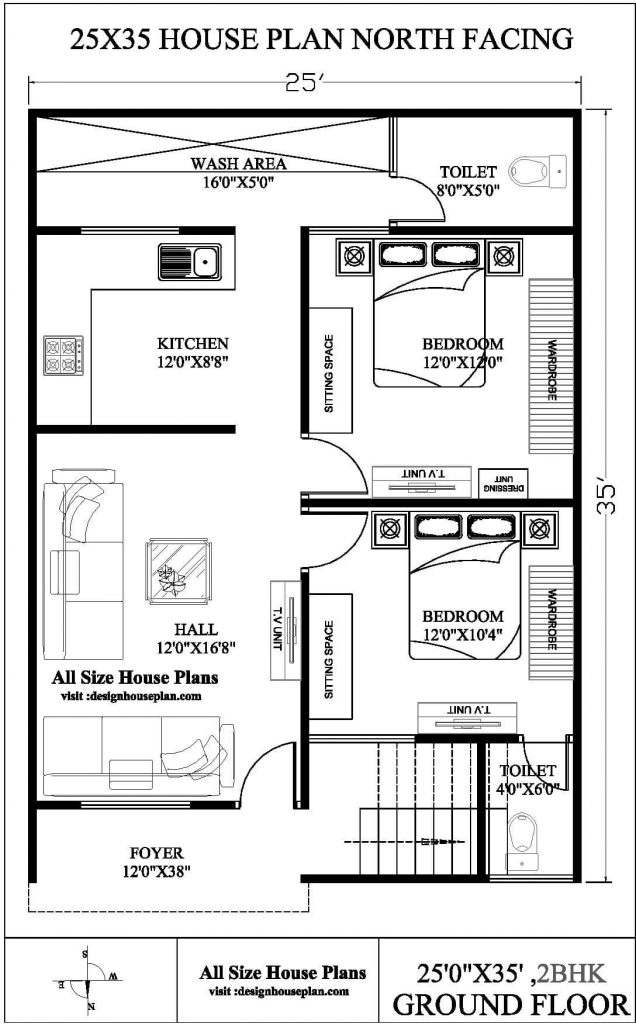 25X35 HOUSE PLAN NORTH FACING
25'
WASH AREA
16'0"X5'0"
TOILET
8'0"X5'0"
KITCHEN
12'0"X8'8"
SITTING SPACE
BEDROOM
12'0"X12'0"
WARDROBE
T.V UNIT
DRESSING
UNIT
35'
HALL
12'0"X16'8"
T.V UNIT
SITTING SPACE
BEDROOM
12'0"X10'4"
WARDROBE
T.V UNIT
All Size House Plans
visit :designhouseplan.com
TOILET
4'0"X6'0"
FOYER
12'0"X38"
S
W
E
N
All Size House Plans
visit :designhouseplan.com
25'0"X35' ,2BHK
GROUND FLOOR